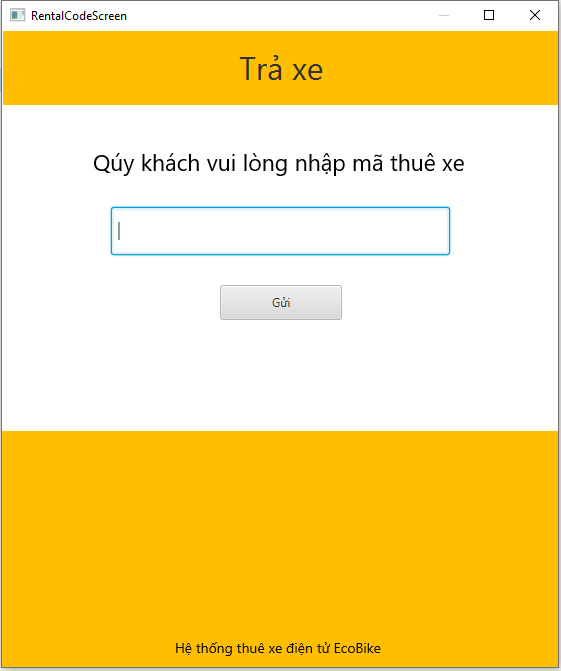 RentalCodeScreen
Trả xe
Qúy khách vui lòng nhập mã thuê xe
Gửi
Hệ thống thuê xe điện tử EcoBike